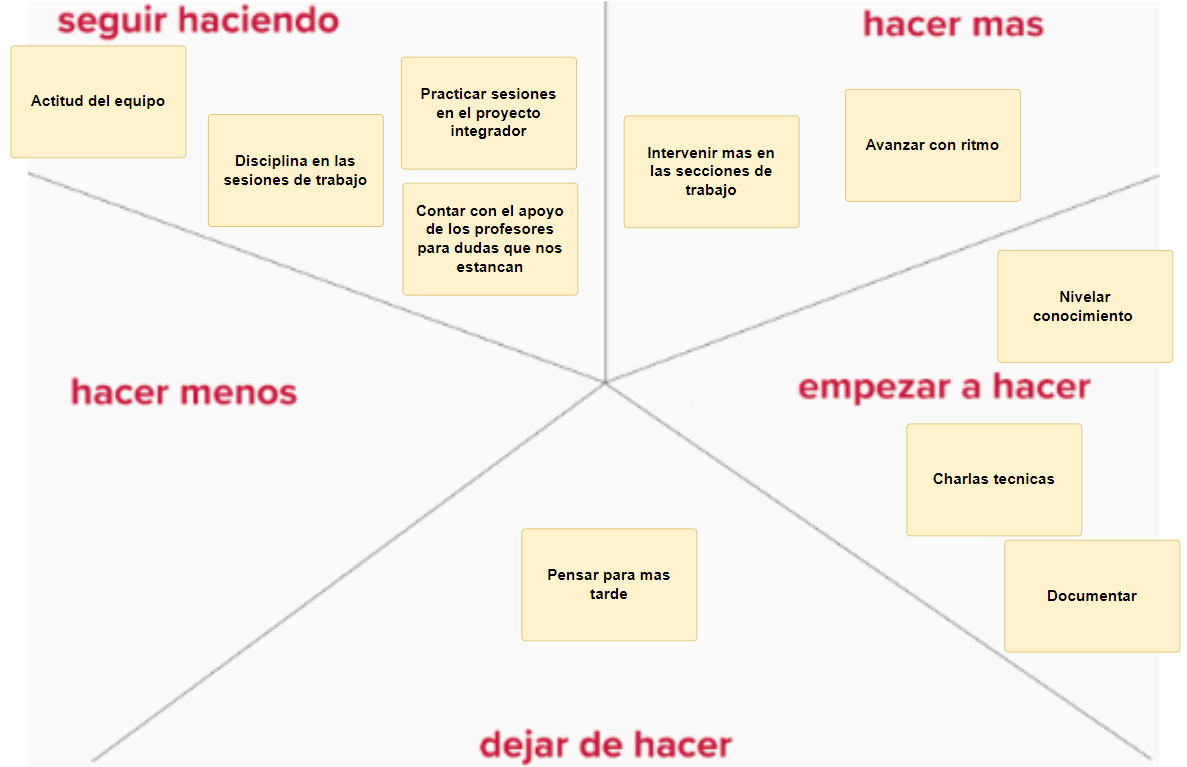 seguir haciendo
hacer mas
Actitud del equipo
Disciplina en las
sesiones de trabajo
Practicar sesiones
en el proyecto
integrador
Contar con el apoyo
de los profesores
para dudas que nos
estancan
Intervenir mas en
las secciones de
trabajo
Avanzar con ritmo
Nivelar
conocimiento
hacer menos
empezar a hacer
Charlas tecnicas
Documentar
Pensar para mas
tarde
dejar de hacer